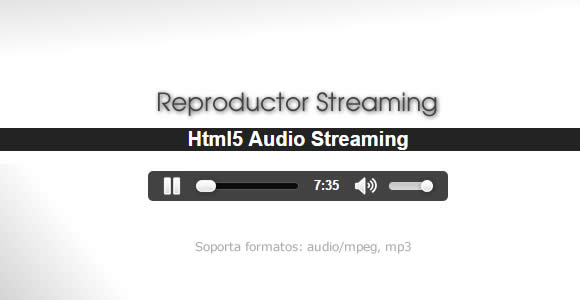 Reproductor Streaming
Html5 Audio Streaming
7:35
Soporta formatos: audio/mpeg, mp3